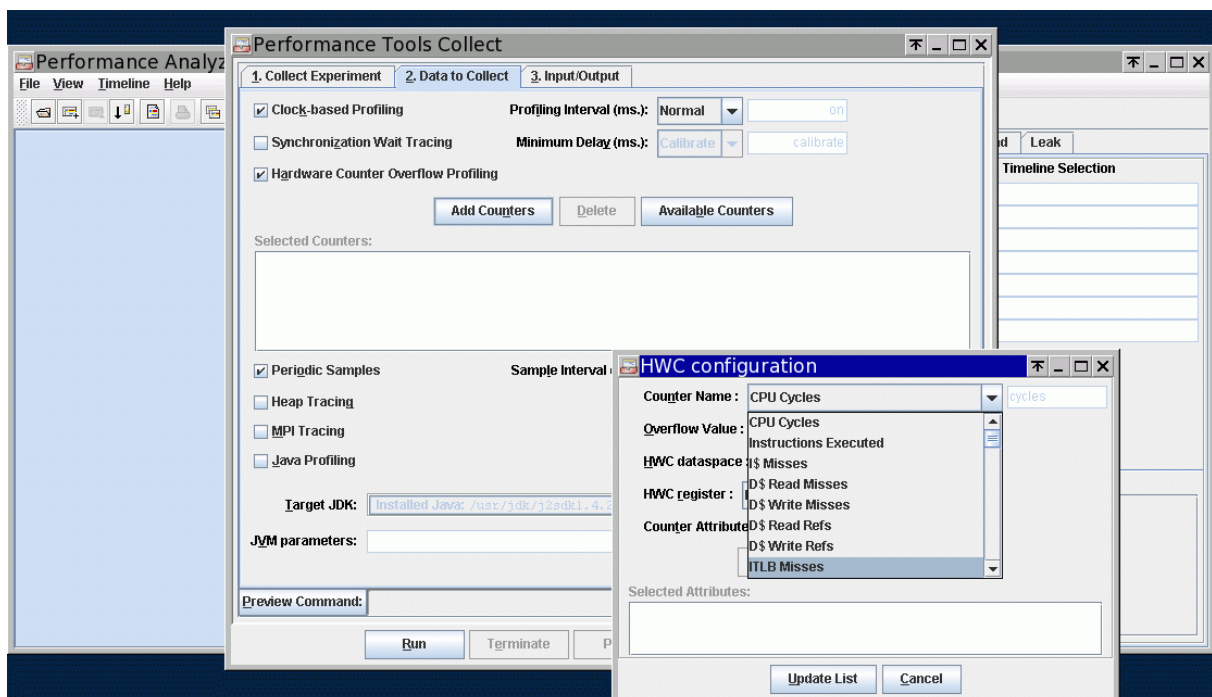 Performance Analyz
File View Timeline Help
Performance Tools Collect
1. Collect Experiment 2. Data to Collect 3. Input/Output
Clock-based Profiling Profiling Interval (ms.): Normal on
Synchronization Wait Tracing Minimum Delay (ms.): Calibrate calibrate
Hardware Counter Overflow Profiling
Add Counters Delete Available Counters
Selected Counters:
Periodic Samples Sample Interval
Heap Tracing
MPI Tracing
Java Profiling
Target JDK: Installed Java: /usr/jdk/j2sdk1.4.2
JVM parameters:
Preview Command:
Run Terminate P
Leak
Timeline Selection
HWC configuration
Counter Name : CPU Cycles cycles
Overflow Value :
HWC dataspace
HWC register :
Counter Attribute
CPU Cycles
Instructions Executed
I$ Misses
D$ Read Misses
D$ Write Misses
D$ Read Refs
D$ Write Refs
ITLB Misses
Selected Attributes:
Update List Cancel